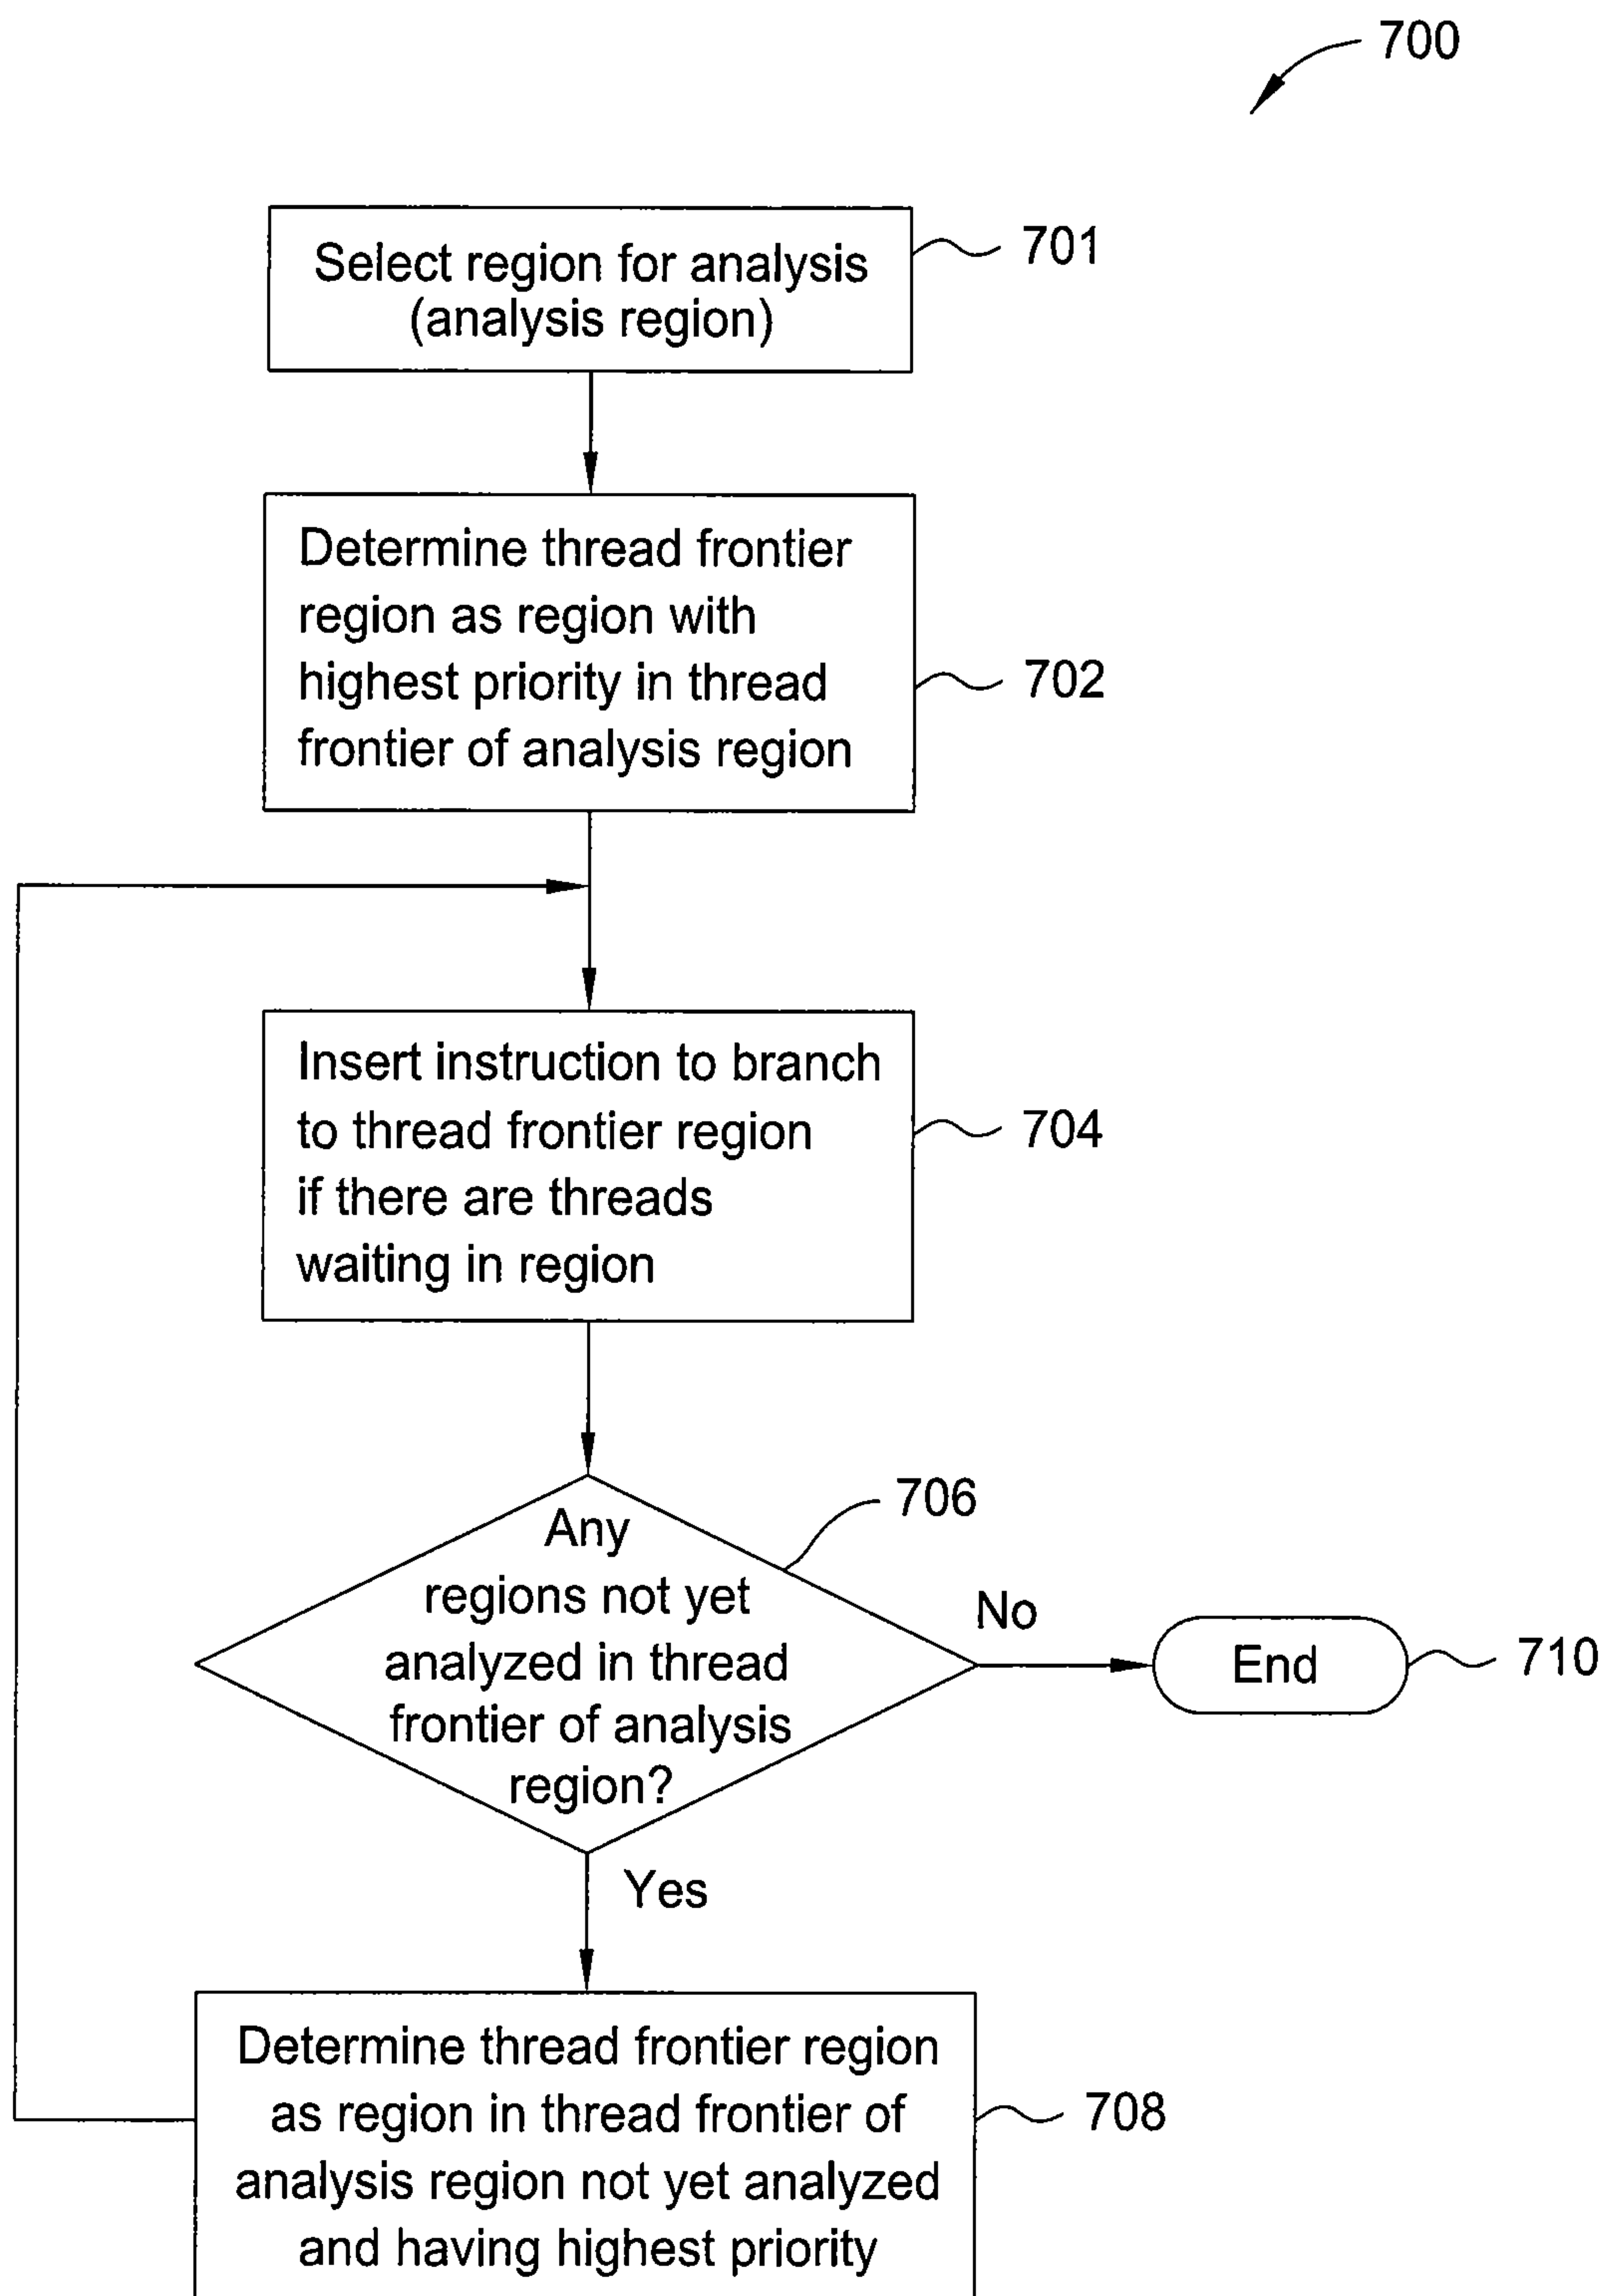 700
Select region for analysis
(analysis region)
701
Determine thread frontier
region as region with
highest priority in thread
frontier of analysis region
702
Insert instruction to branch
to thread frontier region
if there are threads
waiting in region
704
Any
regions not yet
analyzed in thread
frontier of analysis
region?
706
No
End
710
Yes
Determine thread frontier region
as region in thread frontier of
analysis region not yet analyzed
and having highest priority
708